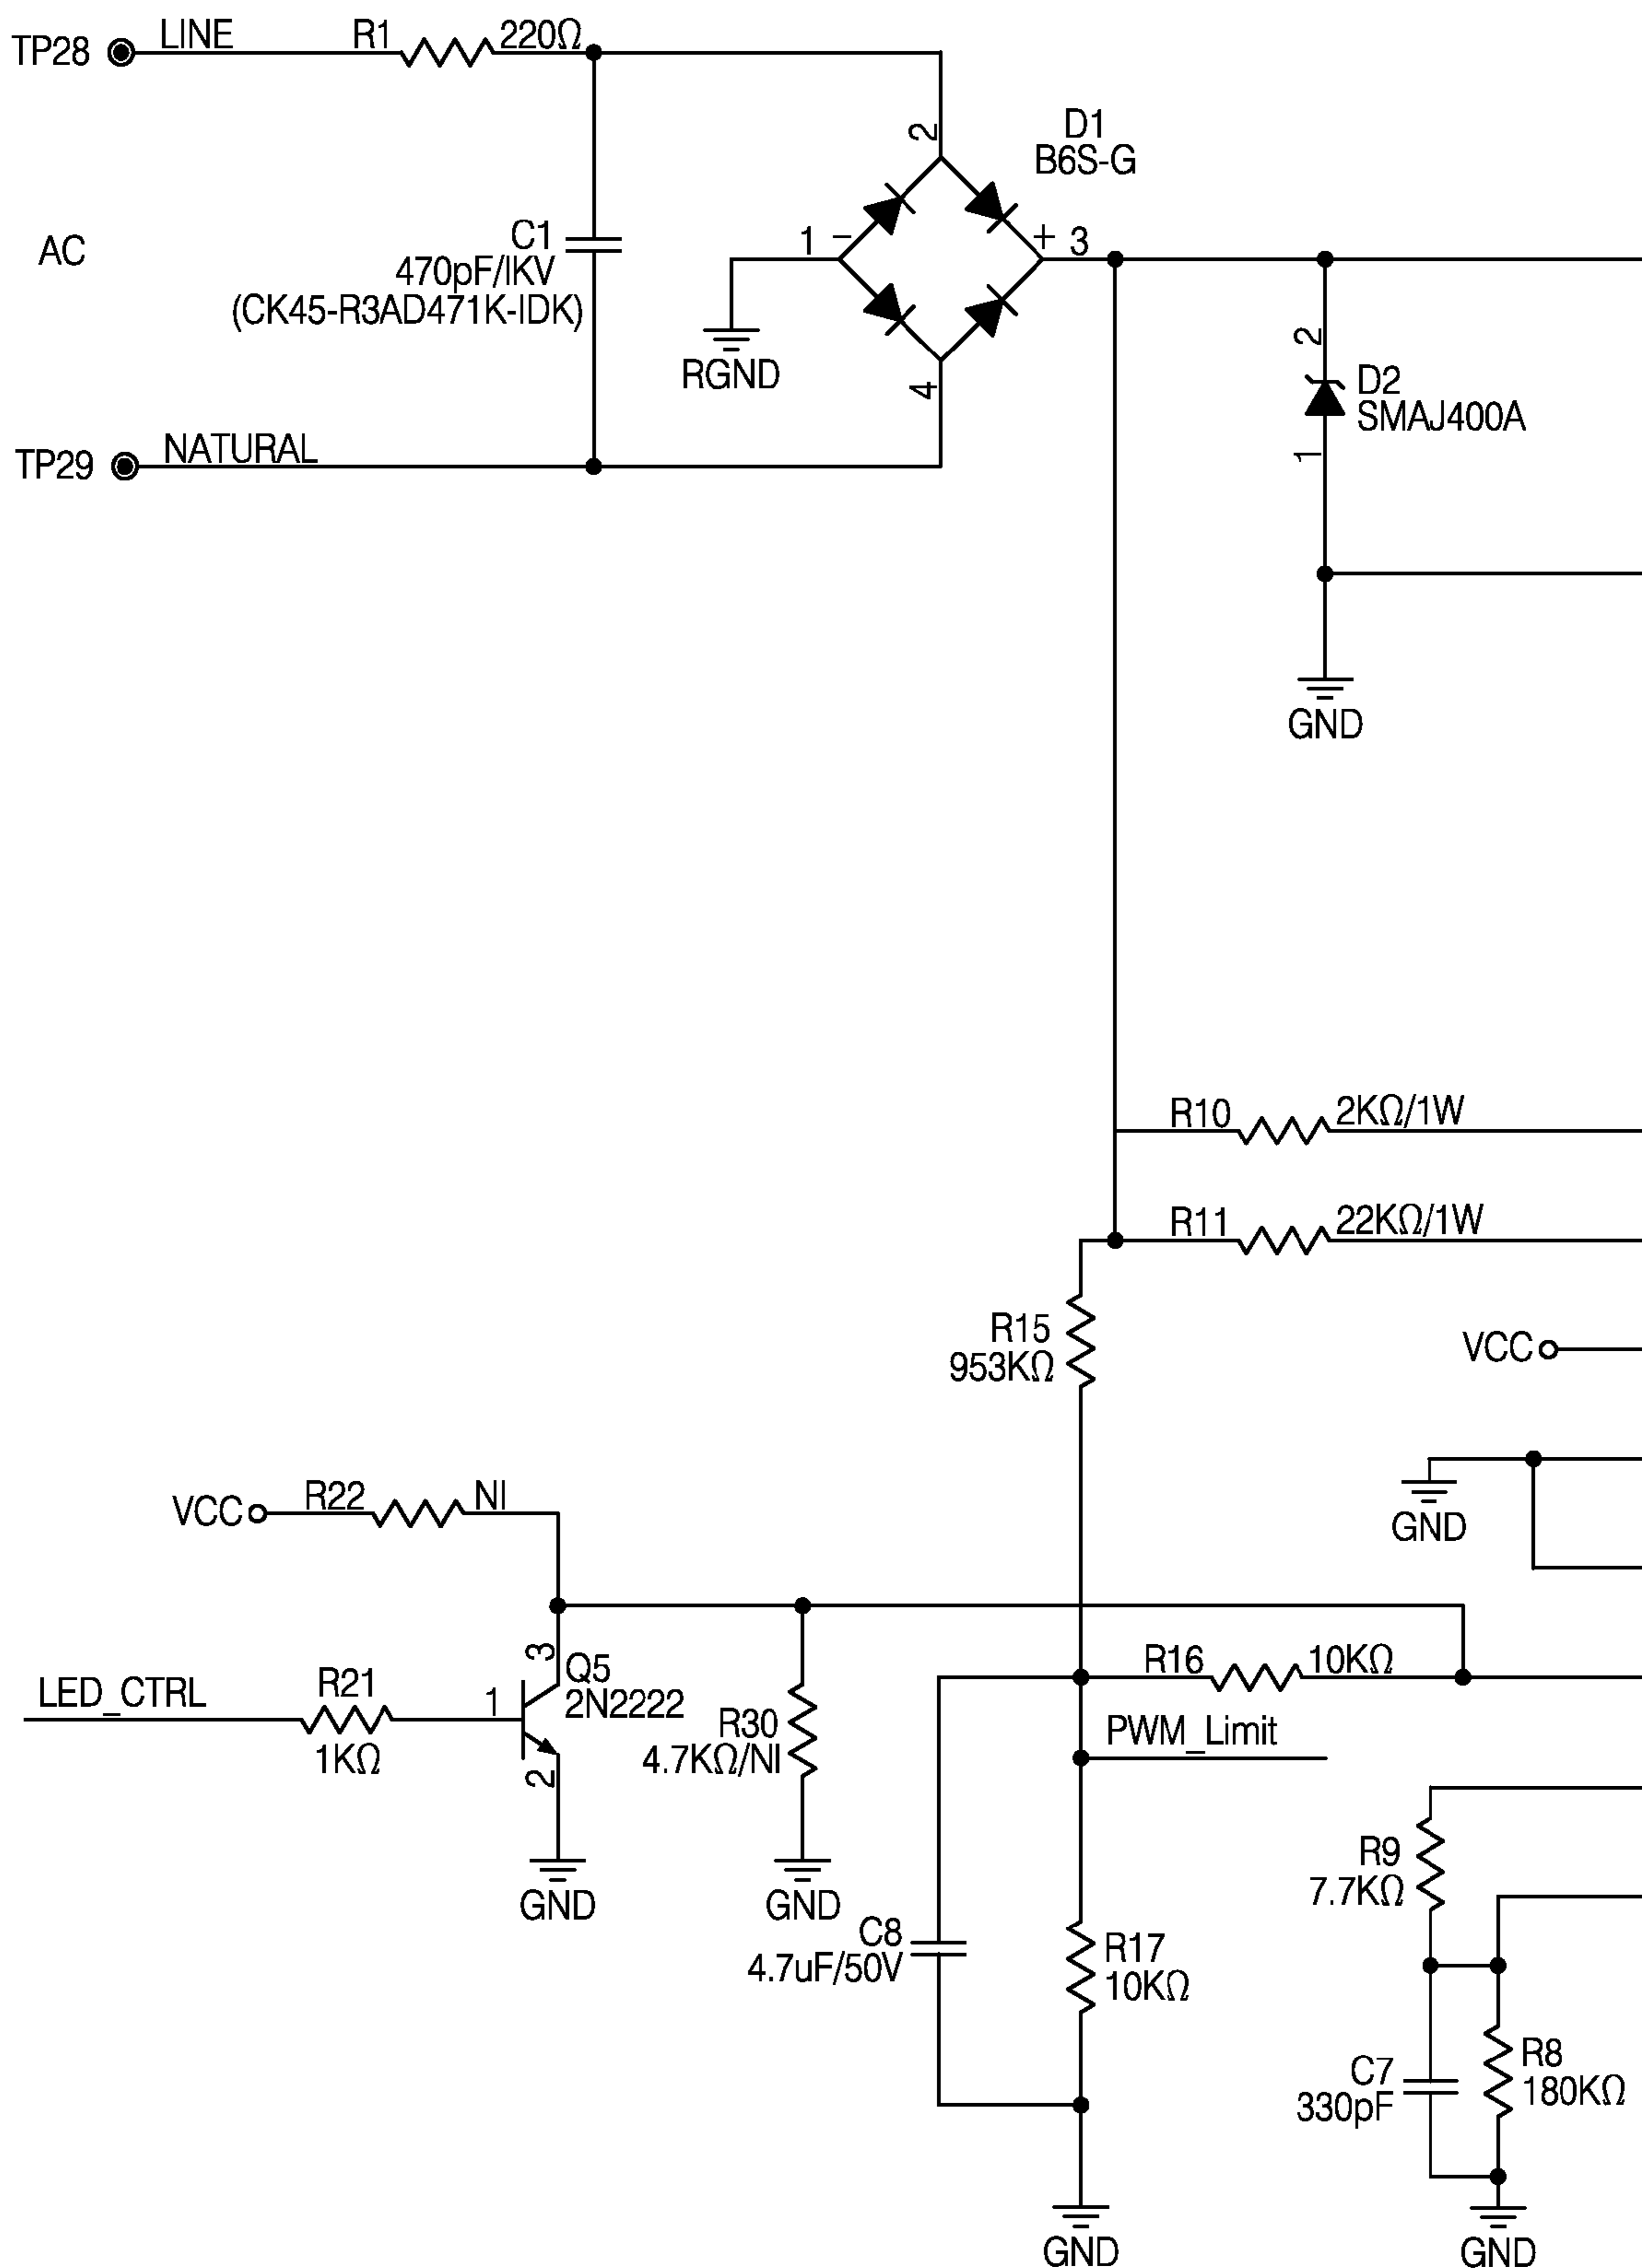 TP28
LINE
R1
220Ω
2
D1
B6S-G
AC
C1
470pF/IKV
(CK45-R3AD471K-IDK)
1
−
+
3
RGND
4
2
D2
SMAJ400A
1
TP29
NATURAL
GND
R10
2KΩ/1W
R11
22KΩ/1W
R15
953KΩ
VCC
VCC
R22
NI
GND
3
Q5
2N2222
LED_CTRL
R21
1KΩ
1
2
R30
4.7KΩ/NI
R16
10KΩ
PWM_Limit
GND
GND
C8
4.7uF/50V
R17
10KΩ
R9
7.7KΩ
C7
330pF
R8
180KΩ
GND
GND